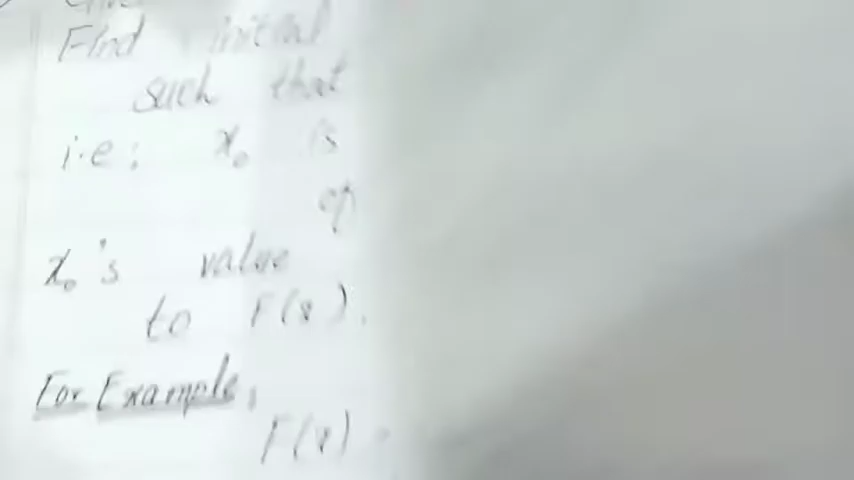 Find initial
such that
i.e; x₀ is
of
x₀'s value
to F(x).
For Example,
F(x) =